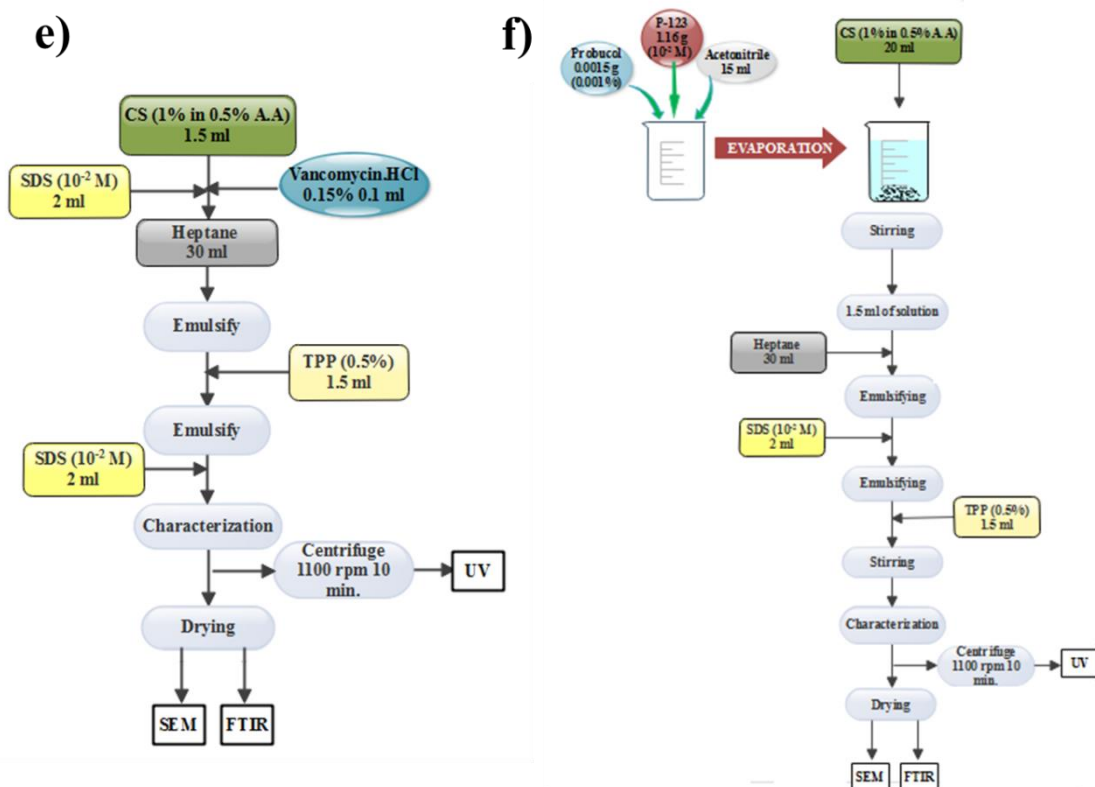 e)
CS (1% in 0.5% A.A)
1.5 ml
SDS (10⁻² M)
2 ml
Vancomycin.HCl
0.15% 0.1 ml
Heptane
30 ml
Emulsify
TPP (0.5%)
1.5 ml
Emulsify
SDS (10⁻² M)
2 ml
Characterization
Centrifuge
1100 rpm 10
min.
UV
Drying
SEM
FTIR
f)
P-123
1.16 g
(10⁻² M)
Probucol
0.0015 g
(0.001%)
Acetonitrile
15 ml
CS (1% in 0.5% A.A)
20 ml
EVAPORATION
Stirring
1.5 ml of solution
Heptane
30 ml
Emulsifying
SDS (10⁻² M)
2 ml
Emulsifying
TPP (0.5%)
1.5 ml
Stirring
Characterization
Centrifuge
1100 rpm 10
min.
UV
Drying
SEM
FTIR